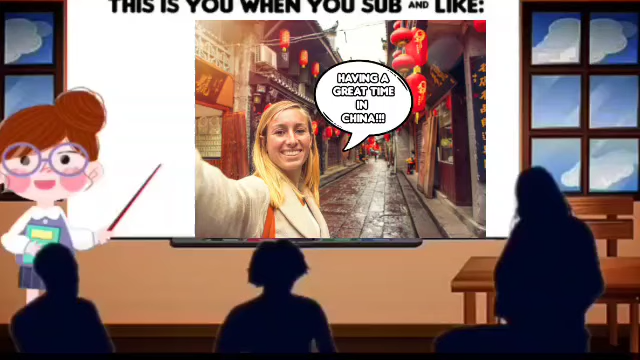 THIS IS YOU WHEN YOU SUB AND LIKE:
HAVING A
GREAT TIME
IN
CHINA!!!